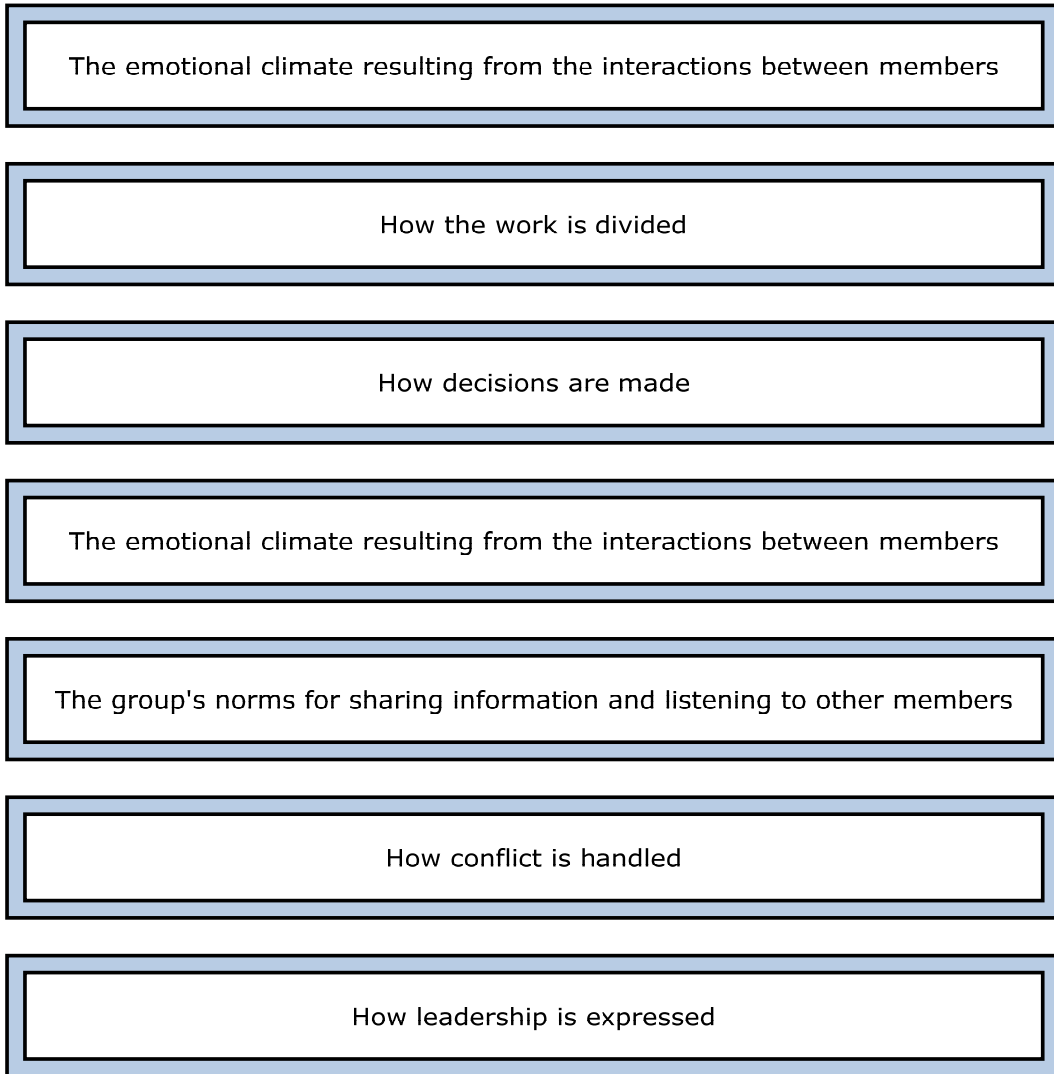 The emotional climate resulting from the interactions between members
How the work is divided
How decisions are made
The emotional climate resulting from the interactions between members
The group's norms for sharing information and listening to other members
How conflict is handled
How leadership is expressed